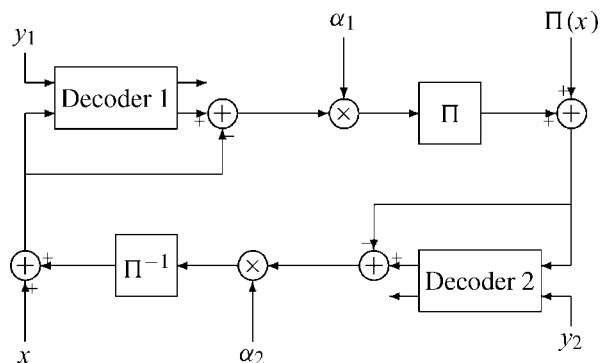 y₁
α₁
Π(x)
Decoder 1
+
+
−
×
Π
+
+
+
+
+
+
Π⁻¹
×
−
+
+
Decoder 2
x
α₂
y₂